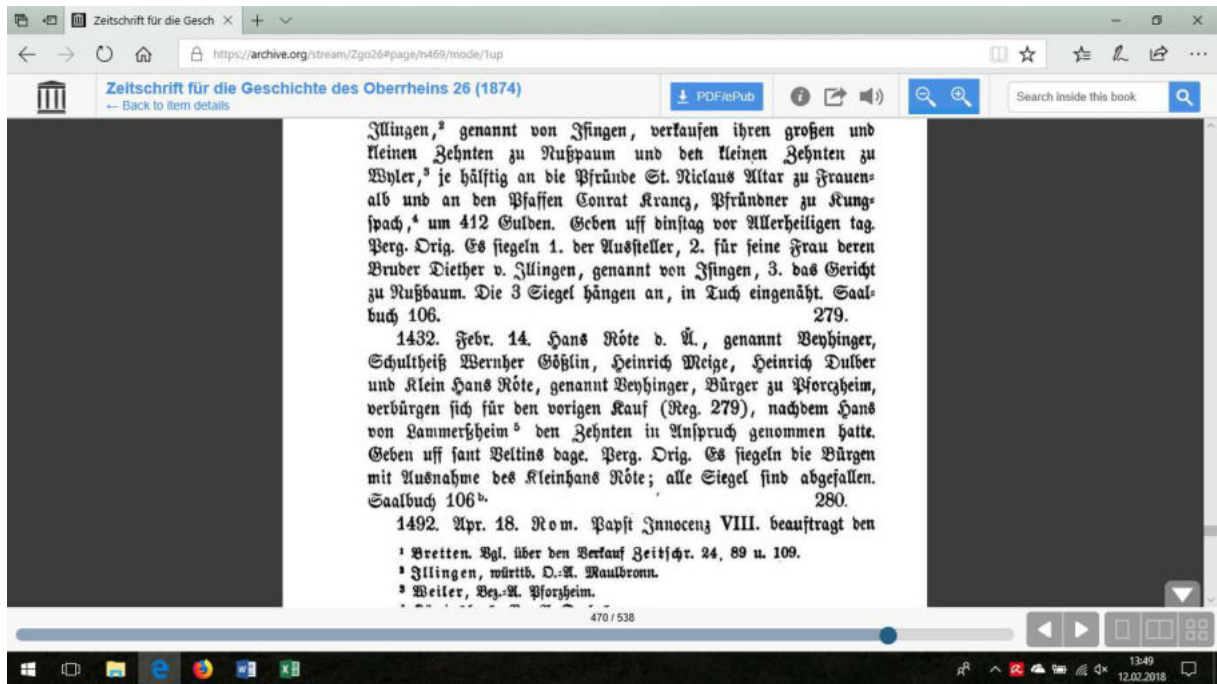 Zeitschrift für die Gesch
https://archive.org/stream/Zgo26#page/n469/mode/1up
Zeitschrift für die Geschichte des Oberrheins 26 (1874)
← Back to item details
PDF/ePub
Search inside this book
Illingen,² genannt von Isingen, verkaufen ihren großen und
kleinen Zehnten zu Nußpaum und den kleinen Zehnten zu
Wyler,³ je hälftig an die Pfründe St. Niclaus Altar zu Frauen-
alb und an den Pfaffen Conrat Krancz, Pfründner zu Kung-
spach,⁴ um 412 Gulden. Geben uff dinstag vor Allerheiligen tag.
Perg. Orig. Es siegeln 1. der Aussteller, 2. für seine Frau deren
Bruder Diether v. Illingen, genannt von Isingen, 3. das Gericht
zu Nußbaum. Die 3 Siegel hängen an, in Tuch eingenäht. Saal-
buch 106. 279.
1432. Febr. 14. Hans Róte d. Ä., genannt Veyhinger,
Schultheiß Wernher Gößlin, Heinrich Meige, Heinrich Dulber
und Klein Hans Róte, genannt Veyhinger, Bürger zu Pforczheim,
verbürgen sich für den vorigen Kauf (Reg. 279), nachdem Hans
von Lammerßheim⁵ den Zehnten in Anspruch genommen hatte.
Geben uff sant Veltins dage. Perg. Orig. Es siegeln die Bürgen
mit Ausnahme des Kleinhans Róte; alle Siegel sind abgefallen.
Saalbuch 106 b. 280.
1492. Apr. 18. Rom. Papst Innocenz VIII. beauftragt den
¹ Bretten. Vgl. über den Verkauf Zeitschr. 24, 89 u. 109.
² Illingen, württb. O.-A. Maulbronn.
³ Weiler, Bez.-A. Pforzheim.
470 / 538
13:49
12.02.2018